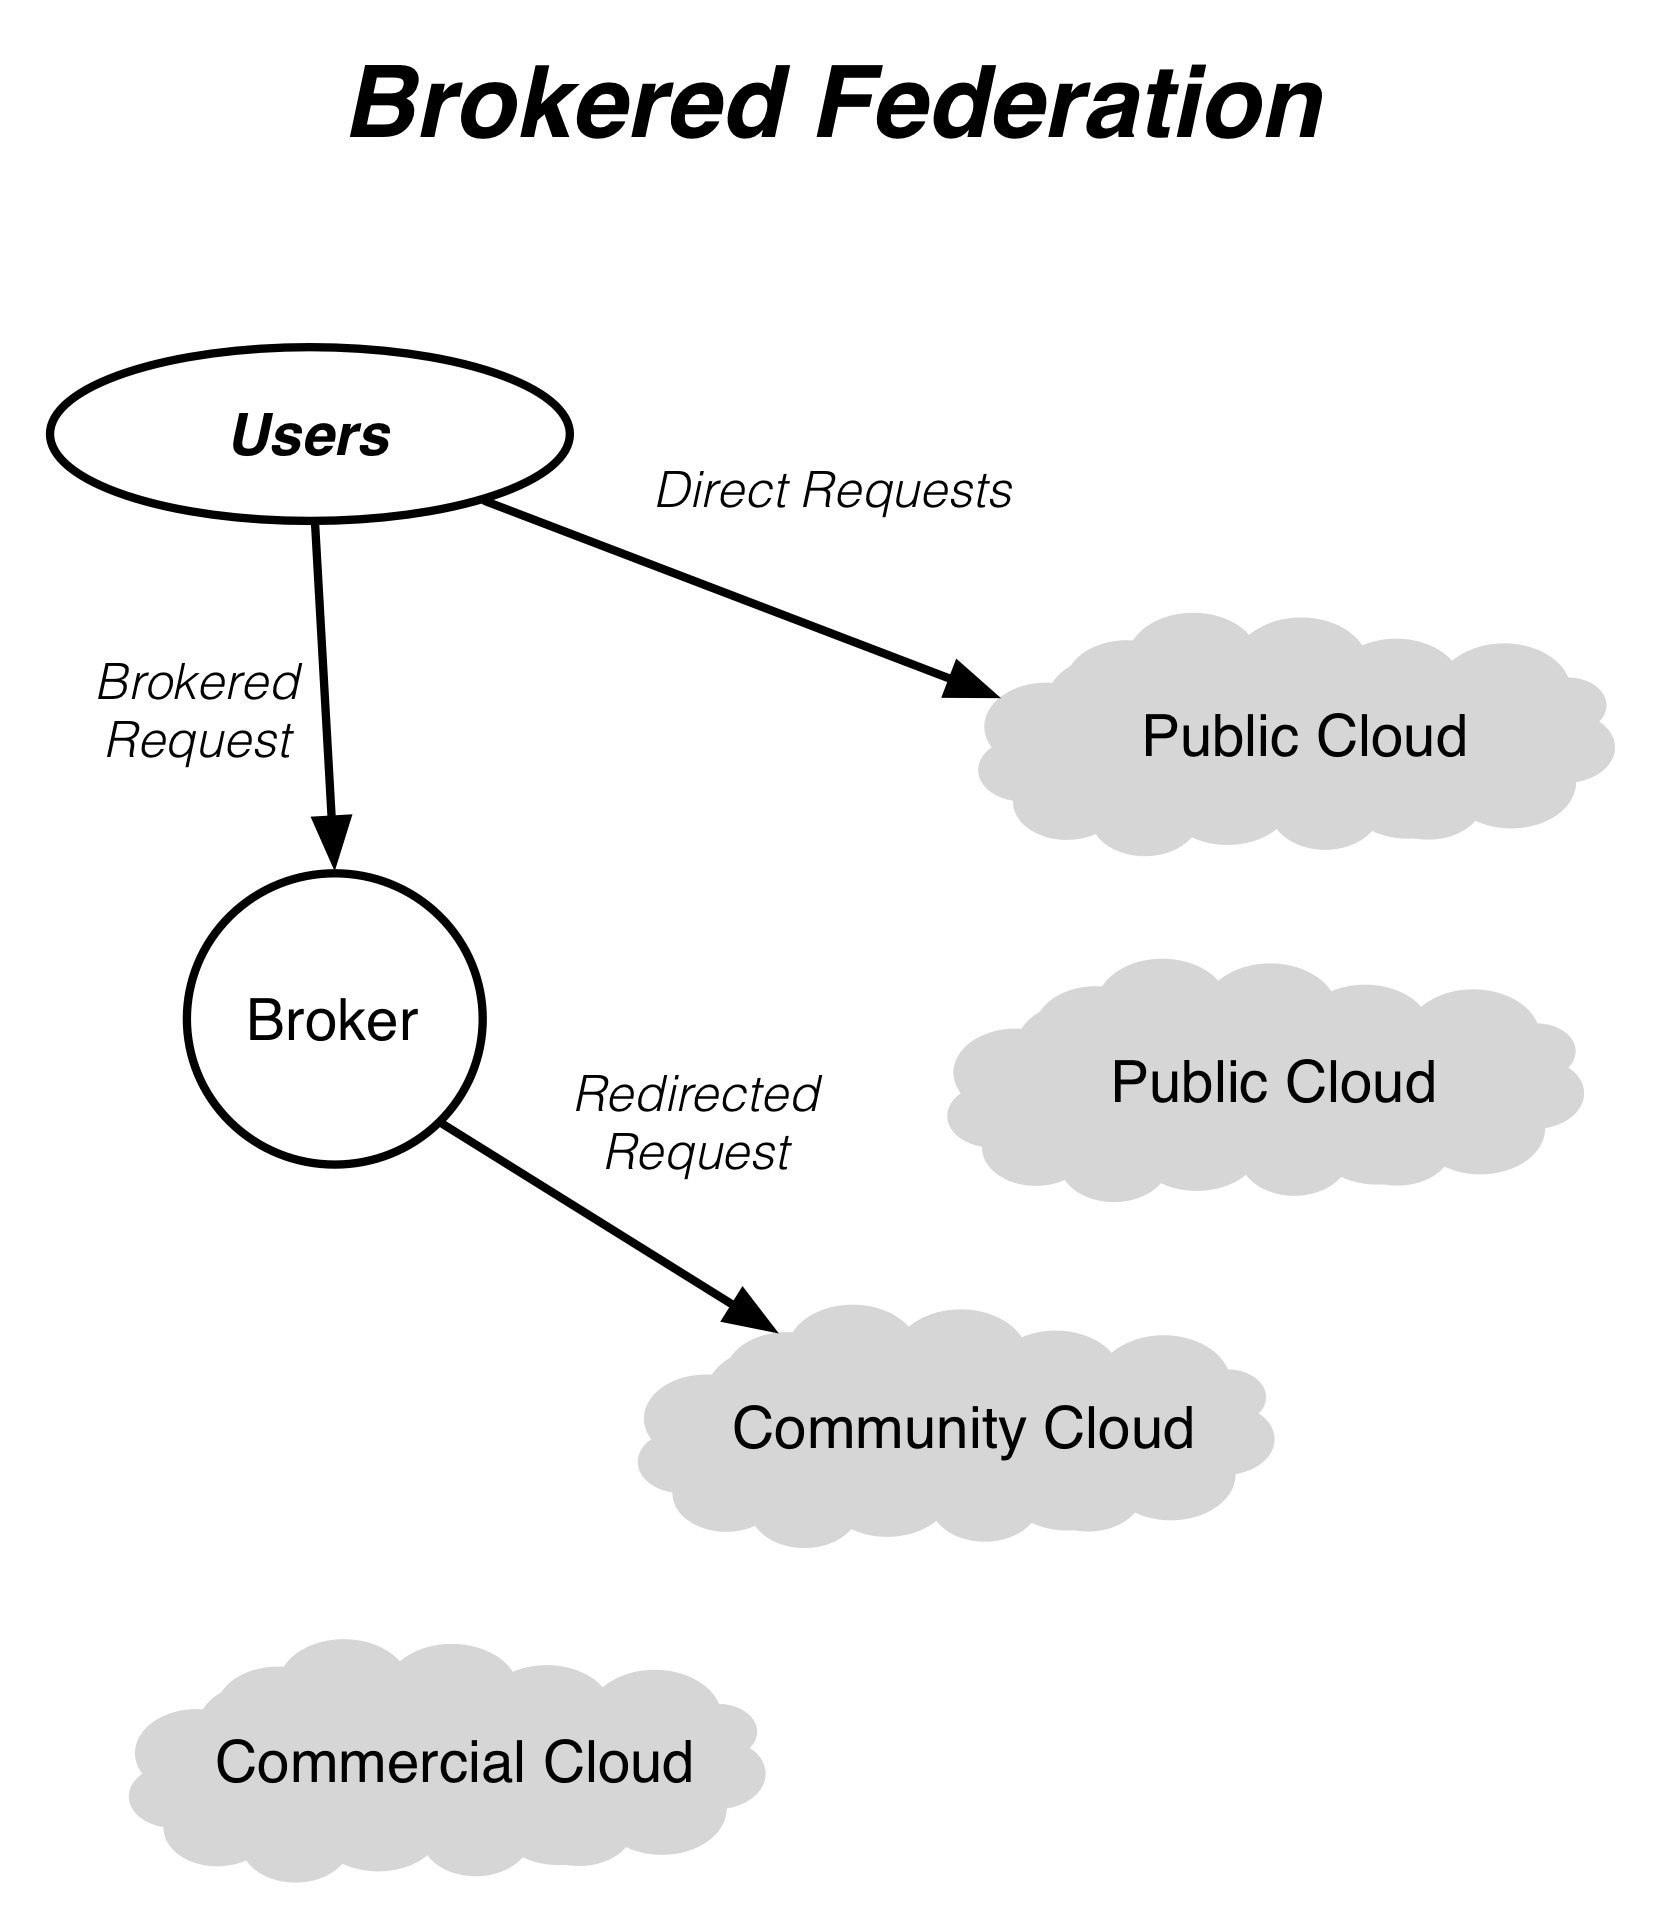 Brokered Federation
Users
Direct Requests
Brokered
Request
Public Cloud
Broker
Public Cloud
Redirected
Request
Community Cloud
Commercial Cloud